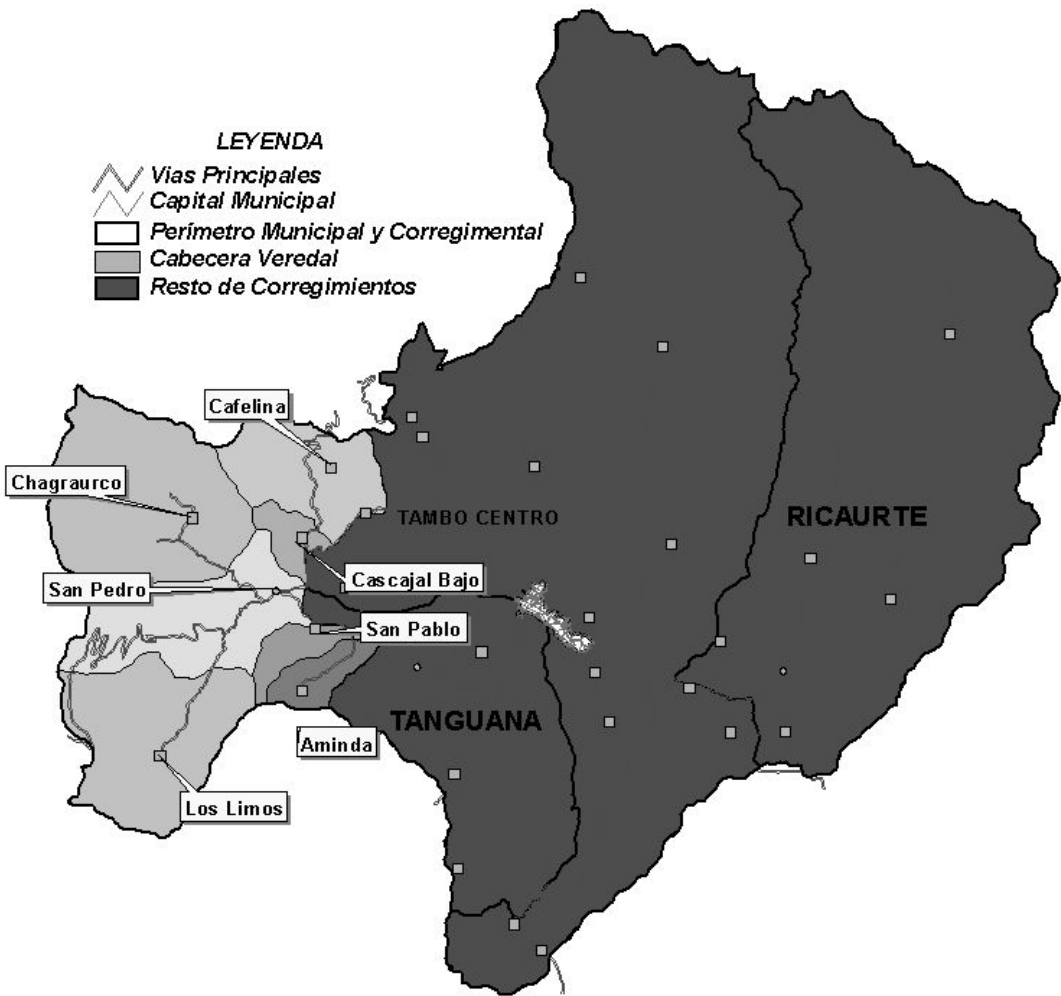 LEYENDA
Vias Principales
Capital Municipal
Perímetro Municipal y Corregimental
Cabecera Veredal
Resto de Corregimientos
Cafelina
Chagraurco
TAMBO CENTRO
RICAURTE
Cascajal Bajo
San Pedro
San Pablo
TANGUANA
Aminda
Los Limos